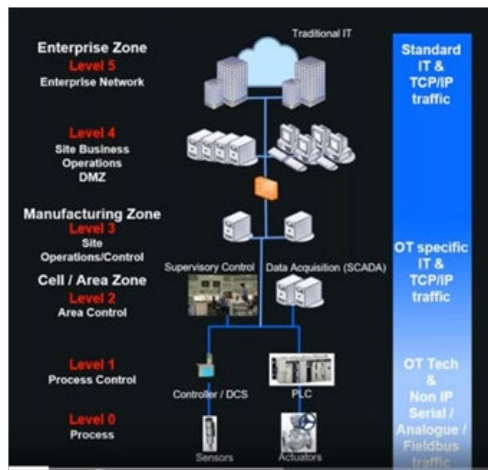 Enterprise Zone
Level 5
Enterprise Network
Traditional IT
Standard
IT &
TCP/IP
traffic
Level 4
Site Business
Operations
DMZ
Manufacturing Zone
Level 3
Site
Operations/Control
Supervisory Control
Data Acquisition (SCADA)
OT specific
IT &
TCP/IP
traffic
Cell / Area Zone
Level 2
Area Control
Level 1
Process Control
Controller / DCS
PLC
OT Tech
&
Non IP
Serial /
Analogue /
Fieldbus
traffic
Level 0
Process
Sensors
Actuators